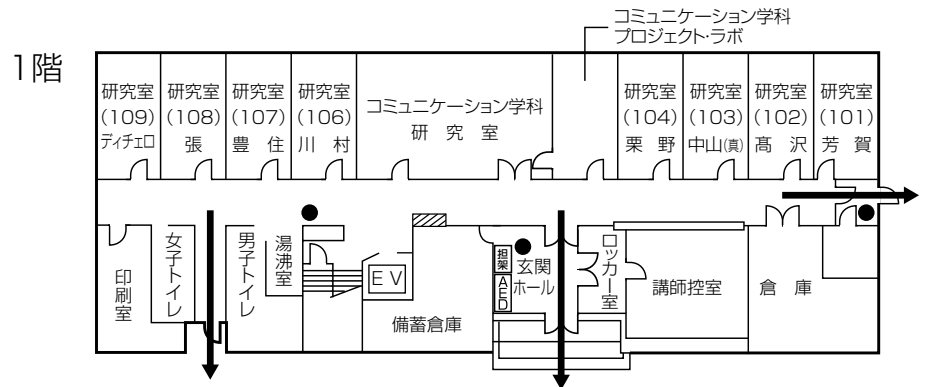 1階
コミュニケーション学科
プロジェクト・ラボ
研究室
(109)
ディチェロ
研究室
(108)
張
研究室
(107)
豊 住
研究室
(106)
川 村
コミュニケーション学科
研 究 室
研究室
(104)
栗 野
研究室
(103)
中山(真)
研究室
(102)
髙 沢
研究室
(101)
芳 賀
印刷室
女子トイレ
男子トイレ
湯沸室
EV
備蓄倉庫
担架
AED
玄関
ホール
ロッカー室
講師控室
倉 庫